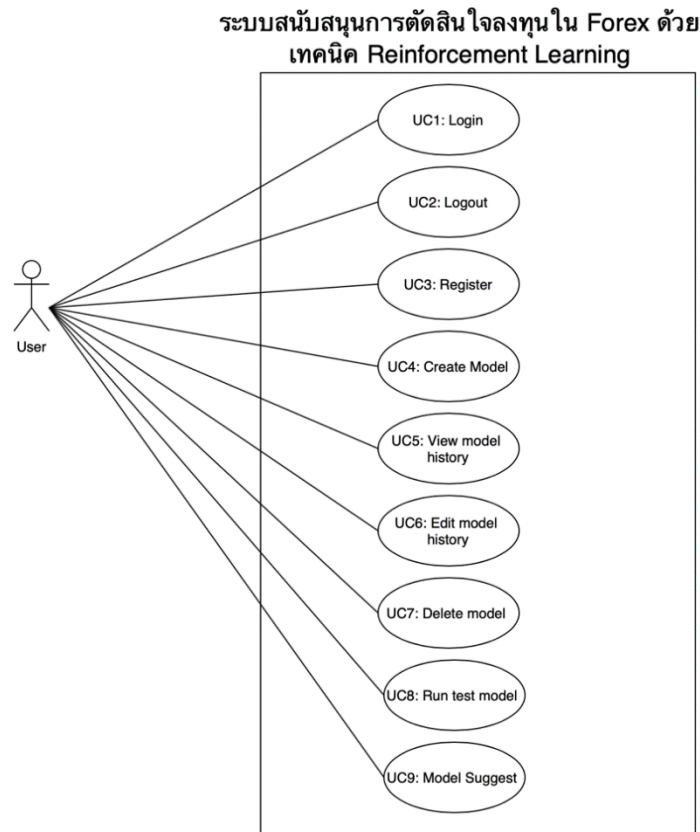 ระบบสนับสนุนการตัดสินใจลงทุนใน Forex ด้วย
เทคนิค Reinforcement Learning
UC1: Login
UC2: Logout
UC3: Register
User
UC4: Create Model
UC5: View model
history
UC6: Edit model
history
UC7: Delete model
UC8: Run test model
UC9: Model Suggest